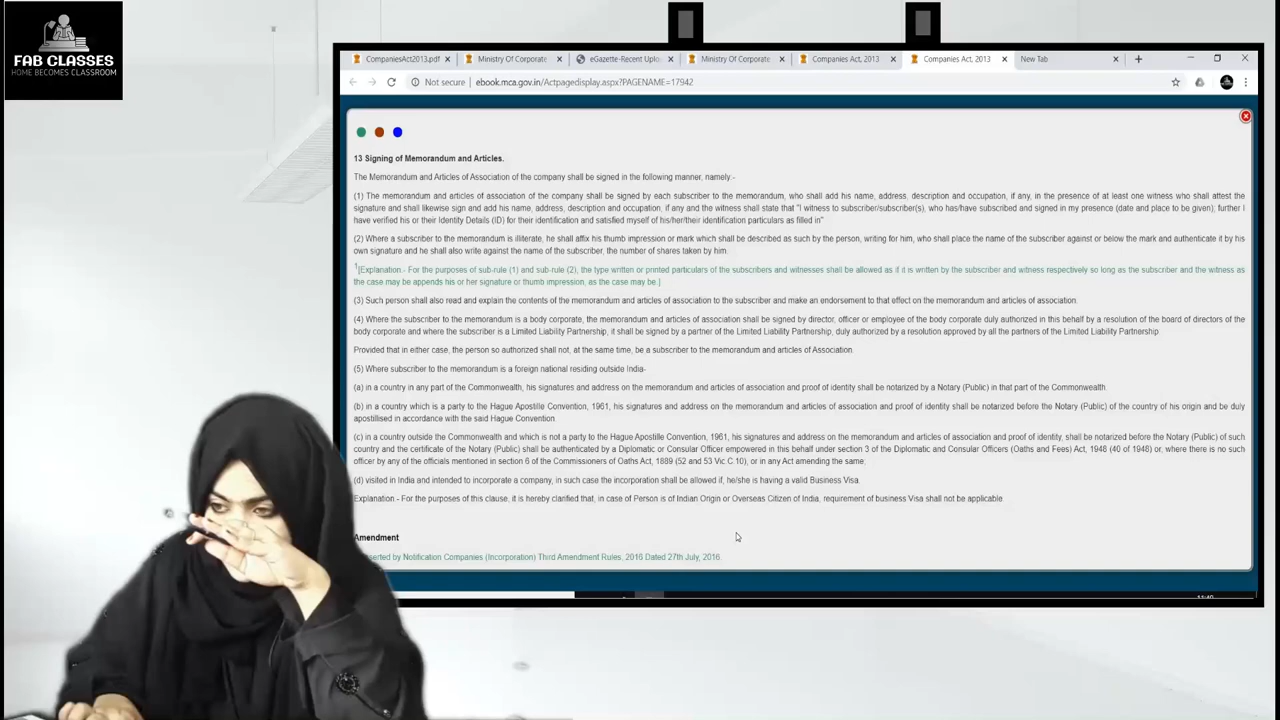 FAB CLASSES
HOME BECOMES CLASSROOM
CompaniesAct2013.pdf
Ministry Of Corporate
eGazette-Recent Uplo
Ministry Of Corporate
Companies Act, 2013
Companies Act, 2013
New Tab
Not secure ebook.mca.gov.in/Actpagedisplay.aspx?PAGENAME=17942
13 Signing of Memorandum and Articles.
The Memorandum and Articles of Association of the company shall be signed in the following manner, namely:-
(1) The memorandum and articles of association of the company shall be signed by each subscriber to the memorandum, who shall add his name, address, description and occupation, if any, in the presence of at least one witness who shall attest the
signature and shall likewise sign and add his name, address, description and occupation, if any and the witness shall state that "I witness to subscriber/subscriber(s), who has/have subscribed and signed in my presence (date and place to be given); further I
have verified his or their Identity Details (ID) for their identification and satisfied myself of his/her/their identification particulars as filled in"
(2) Where a subscriber to the memorandum is illiterate, he shall affix his thumb impression or mark which shall be described as such by the person, writing for him, who shall place the name of the subscriber against or below the mark and authenticate it by his
own signature and he shall also write against the name of the subscriber, the number of shares taken by him.
1[Explanation.- For the purposes of sub-rule (1) and sub-rule (2), the type written or printed particulars of the subscribers and witnesses shall be allowed as if it is written by the subscriber and witness respectively so long as the subscriber and the witness as
the case may be appends his or her signature or thumb impression, as the case may be.]
(3) Such person shall also read and explain the contents of the memorandum and articles of association to the subscriber and make an endorsement to that effect on the memorandum and articles of association.
(4) Where the subscriber to the memorandum is a body corporate, the memorandum and articles of association shall be signed by director, officer or employee of the body corporate duly authorized in this behalf by a resolution of the board of directors of the
body corporate and where the subscriber is a Limited Liability Partnership, it shall be signed by a partner of the Limited Liability Partnership, duly authorized by a resolution approved by all the partners of the Limited Liability Partnership
Provided that in either case, the person so authorized shall not, at the same time, be a subscriber to the memorandum and articles of Association.
(5) Where subscriber to the memorandum is a foreign national residing outside India-
(a) in a country in any part of the Commonwealth, his signatures and address on the memorandum and articles of association and proof of identity shall be notarized by a Notary (Public) in that part of the Commonwealth.
(b) in a country which is a party to the Hague Apostille Convention, 1961, his signatures and address on the memorandum and articles of association and proof of identity shall be notarized before the Notary (Public) of the country of his origin and be duly
apostillised in accordance with the said Hague Convention.
(c) in a country outside the Commonwealth and which is not a party to the Hague Apostille Convention, 1961, his signatures and address on the memorandum and articles of association and proof of identity, shall be notarized before the Notary (Public) of such
country and the certificate of the Notary (Public) shall be authenticated by a Diplomatic or Consular Officer empowered in this behalf under section 3 of the Diplomatic and Consular Officers (Oaths and Fees) Act, 1948 (40 of 1948) or, where there is no such
officer by any of the officials mentioned in section 6 of the Commissioners of Oaths Act, 1889 (52 and 53 Vic.C.10), or in any Act amending the same;
(d) visited in India and intended to incorporate a company, in such case the incorporation shall be allowed if, he/she is having a valid Business Visa.
Explanation.- For the purposes of this clause, it is hereby clarified that, in case of Person is of Indian Origin or Overseas Citizen of India, requirement of business Visa shall not be applicable
Amendment
serted by Notification Companies (Incorporation) Third Amendment Rules, 2016 Dated 27th July, 2016.